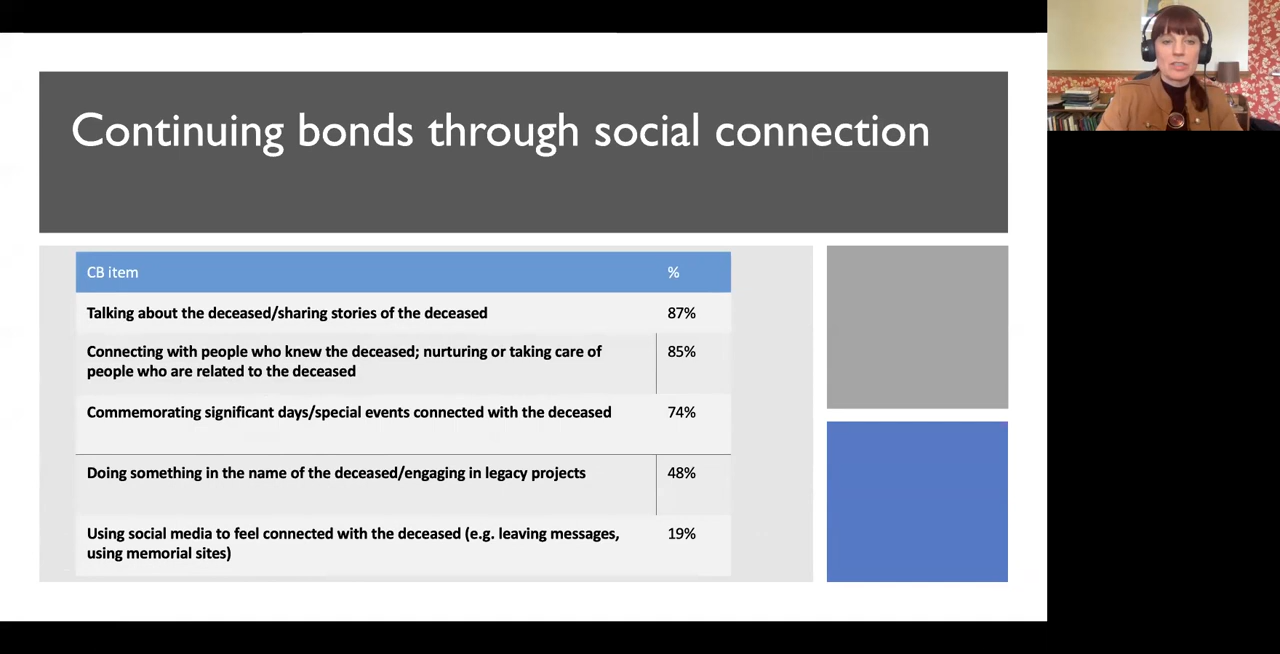 Continuing bonds through social connection
CB item %
Talking about the deceased/sharing stories of the deceased 87%
Connecting with people who knew the deceased; nurturing or taking care of 85%
people who are related to the deceased
Commemorating significant days/special events connected with the deceased 74%
Doing something in the name of the deceased/engaging in legacy projects 48%
Using social media to feel connected with the deceased (e.g. leaving messages, 19%
using memorial sites)